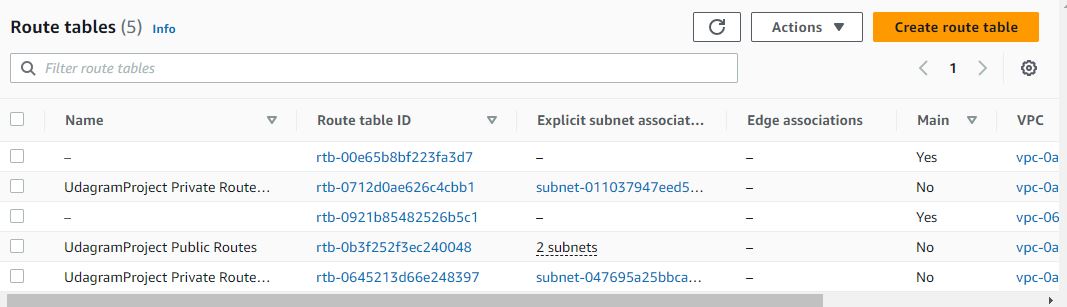 Route tables (5) Info Actions Create route table
Filter route tables 1
Name Route table ID Explicit subnet associat... Edge associations Main VPC
– rtb-00e65b8bf223fa3d7 – – Yes vpc-0a
UdagramProject Private Route... rtb-0712d0ae626c4cbb1 subnet-011037947eed5... – No vpc-0a
– rtb-0921b85482526b5c1 – – Yes vpc-06
UdagramProject Public Routes rtb-0b3f252f3ec240048 2 subnets – No vpc-0a
UdagramProject Private Route... rtb-0645213d66e248397 subnet-047695a25bbca... – No vpc-0a